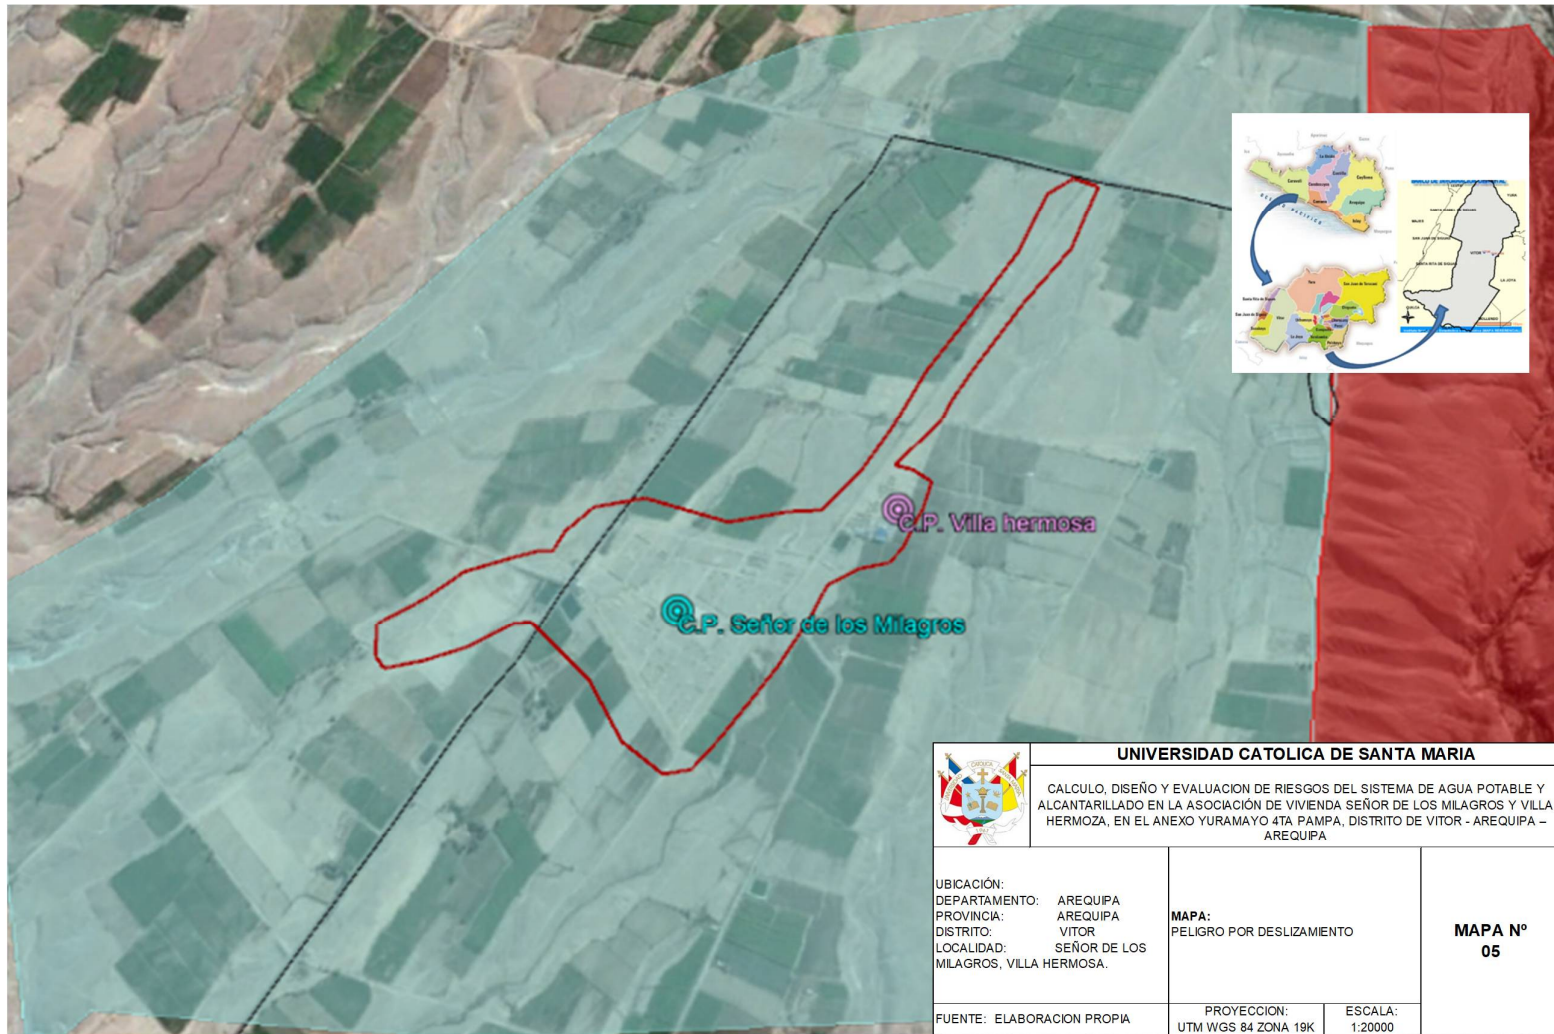 C.P. Villa hermosa
C.P. Señor de los Milagros
UNIVERSIDAD CATOLICA DE SANTA MARIA
CALCULO, DISEÑO Y EVALUACION DE RIESGOS DEL SISTEMA DE AGUA POTABLE Y
ALCANTARILLADO EN LA ASOCIACIÓN DE VIVIENDA SEÑOR DE LOS MILAGROS Y VILLA
HERMOZA, EN EL ANEXO YURAMAYO 4TA PAMPA, DISTRITO DE VITOR - AREQUIPA –
AREQUIPA
UBICACIÓN:
DEPARTAMENTO: AREQUIPA
PROVINCIA: AREQUIPA
DISTRITO: VITOR
LOCALIDAD: SEÑOR DE LOS
MILAGROS, VILLA HERMOSA.
MAPA:
PELIGRO POR DESLIZAMIENTO
MAPA Nº
05
FUENTE: ELABORACION PROPIA
PROYECCION:
UTM WGS 84 ZONA 19K
ESCALA:
1:20000